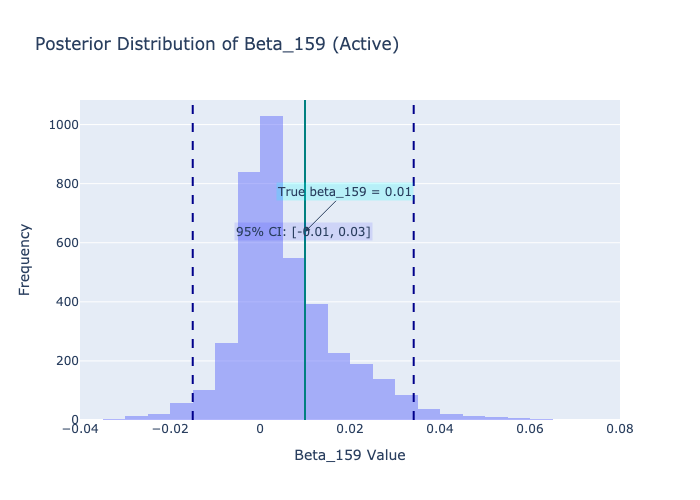 Posterior Distribution of Beta_159 (Active)
1000
800
600
400
200
0
True beta_159 = 0.01
95% CI: [-0.01, 0.03]
−0.04
−0.02
0
0.02
0.04
0.06
0.08
Beta_159 Value
Frequency